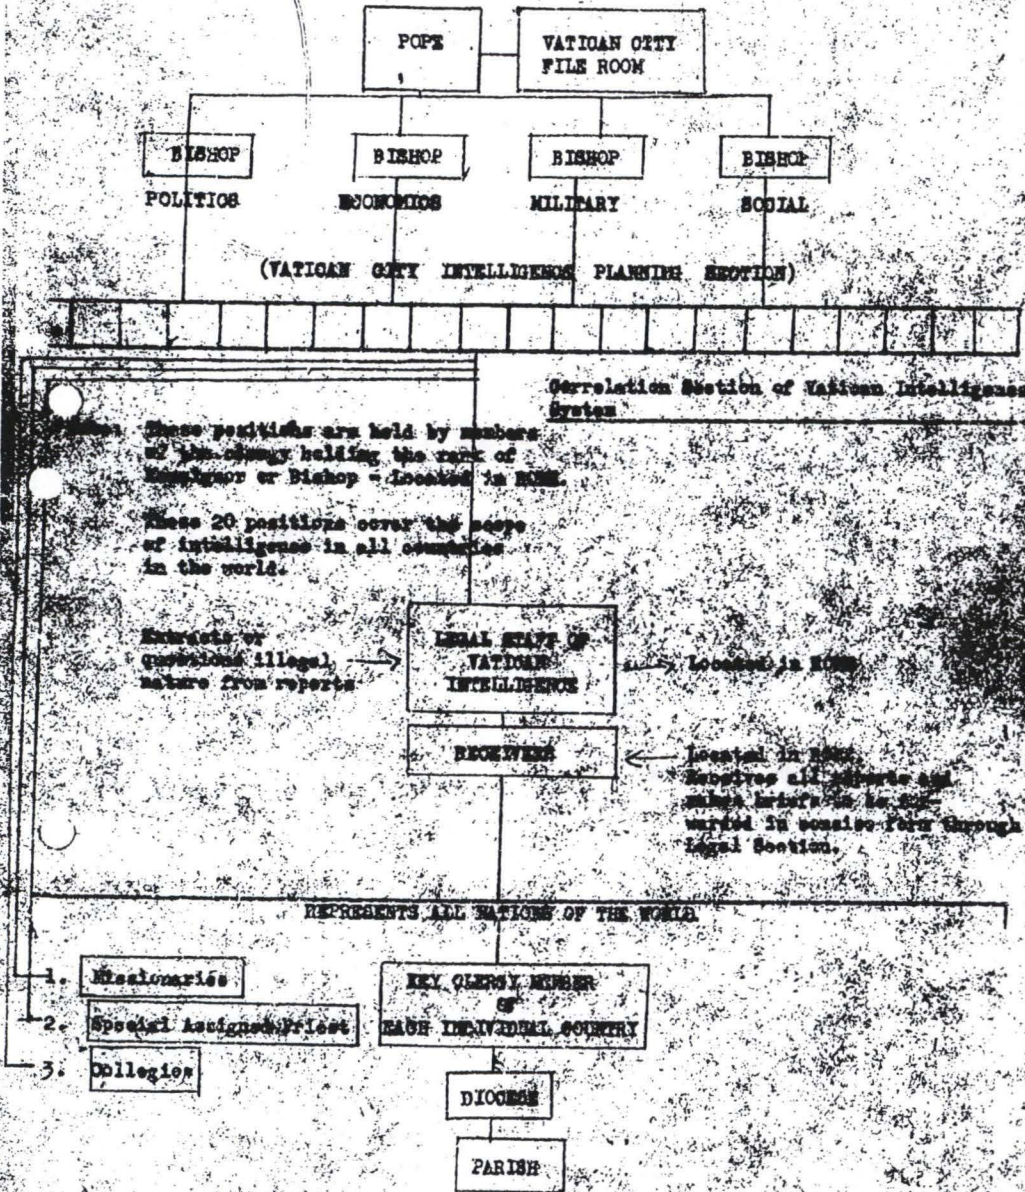 POPE
VATICAN CITY
FILE ROOM
BISHOP
BISHOP
BISHOP
BISHOP
POLITICS
ECONOMICS
MILITARY
SOCIAL
(VATICAN CITY INTELLIGENCE PLANNING SECTION)
Correlation Section of Vatican Intelligence
System
These positions are held by members
of the clergy holding the rank of
Monsignor or Bishop - Located in ROME.
These 20 positions cover the scope
of intelligence in all countries
in the world.
Extracts or
questions illegal
nature from reports
LEGAL STAFF OF
VATICAN
INTELLIGENCE
Located in ROME
RECEIVERS
Located in ROME
Receives all reports and
makes briefs to be for-
warded in concise form through
Legal Section.
REPRESENTS ALL NATIONS OF THE WORLD
1. Missionaries
2. Special Assigned Priest
3. Collegios
KEY CLERGY MEMBER
OF
EACH INDIVIDUAL COUNTRY
DIOCESE
PARISH